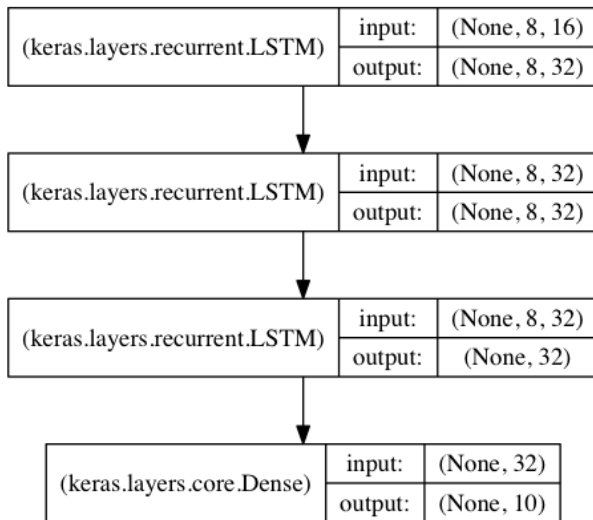 (keras.layers.recurrent.LSTM)
input: (None, 8, 16)
output: (None, 8, 32)
(keras.layers.recurrent.LSTM)
input: (None, 8, 32)
output: (None, 8, 32)
(keras.layers.recurrent.LSTM)
input: (None, 8, 32)
output: (None, 32)
(keras.layers.core.Dense)
input: (None, 32)
output: (None, 10)